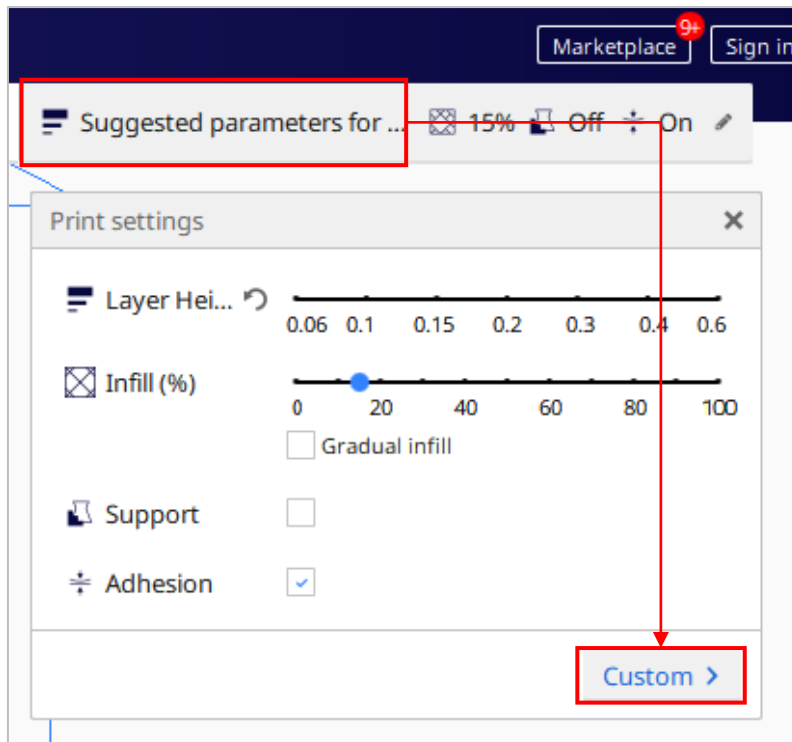 Marketplace 9+ Sign in
Suggested parameters for ... 15% Off On
Print settings
Layer Hei...
0.06 0.1 0.15 0.2 0.3 0.4 0.6
Infill (%)
0 20 40 60 80 100
Gradual infill
Support
Adhesion
Custom